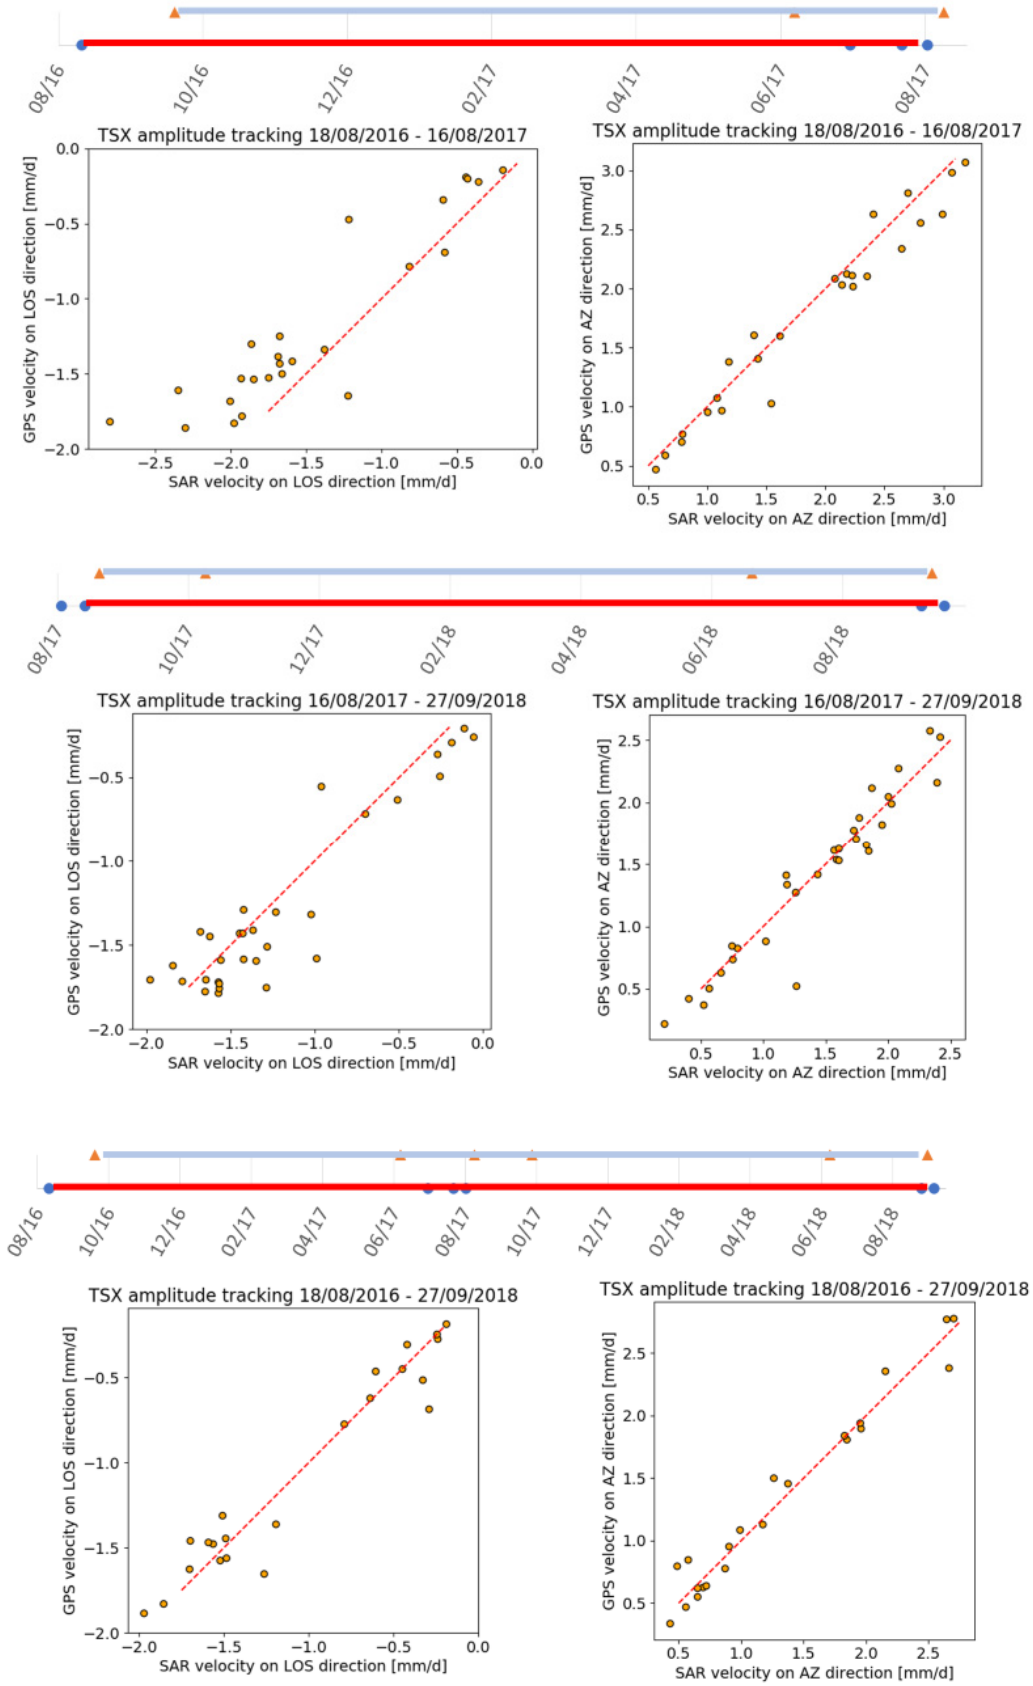 08/16 10/16 12/16 02/17 04/17 06/17 08/17
TSX amplitude tracking 18/08/2016 - 16/08/2017
GPS velocity on LOS direction [mm/d]
0.0
−0.5
−1.0
−1.5
−2.0
−2.5 −2.0 −1.5 −1.0 −0.5 0.0
SAR velocity on LOS direction [mm/d]
TSX amplitude tracking 18/08/2016 - 16/08/2017
GPS velocity on AZ direction [mm/d]
3.0
2.5
2.0
1.5
1.0
0.5
0.5 1.0 1.5 2.0 2.5 3.0
SAR velocity on AZ direction [mm/d]
08/17 10/17 12/17 02/18 04/18 06/18 08/18
TSX amplitude tracking 16/08/2017 - 27/09/2018
GPS velocity on LOS direction [mm/d]
−0.5
−1.0
−1.5
−2.0
−2.0 −1.5 −1.0 −0.5 0.0
SAR velocity on LOS direction [mm/d]
TSX amplitude tracking 16/08/2017 - 27/09/2018
GPS velocity on AZ direction [mm/d]
2.5
2.0
1.5
1.0
0.5
0.5 1.0 1.5 2.0 2.5
SAR velocity on AZ direction [mm/d]
08/16 10/16 12/16 02/17 04/17 06/17 08/17 10/17 12/17 02/18 04/18 06/18 08/18
TSX amplitude tracking 18/08/2016 - 27/09/2018
GPS velocity on LOS direction [mm/d]
−0.5
−1.0
−1.5
−2.0
−2.0 −1.5 −1.0 −0.5 0.0
SAR velocity on LOS direction [mm/d]
TSX amplitude tracking 18/08/2016 - 27/09/2018
GPS velocity on AZ direction [mm/d]
2.5
2.0
1.5
1.0
0.5
0.5 1.0 1.5 2.0 2.5
SAR velocity on AZ direction [mm/d]